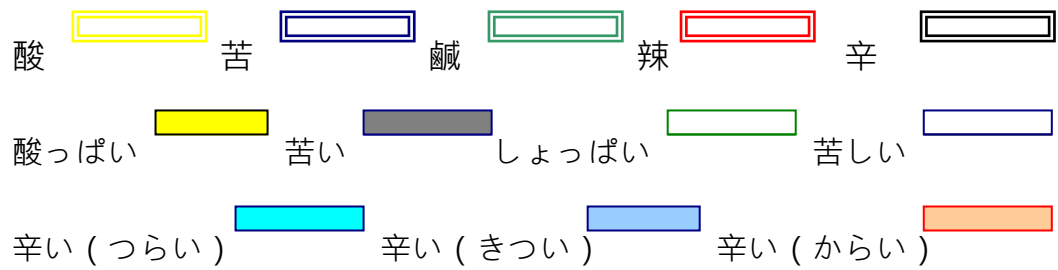 酸 苦 鹹 辣 辛
酸っぱい 苦い しょっぱい 苦しい
辛い(つらい) 辛い(きつい) 辛い(からい)